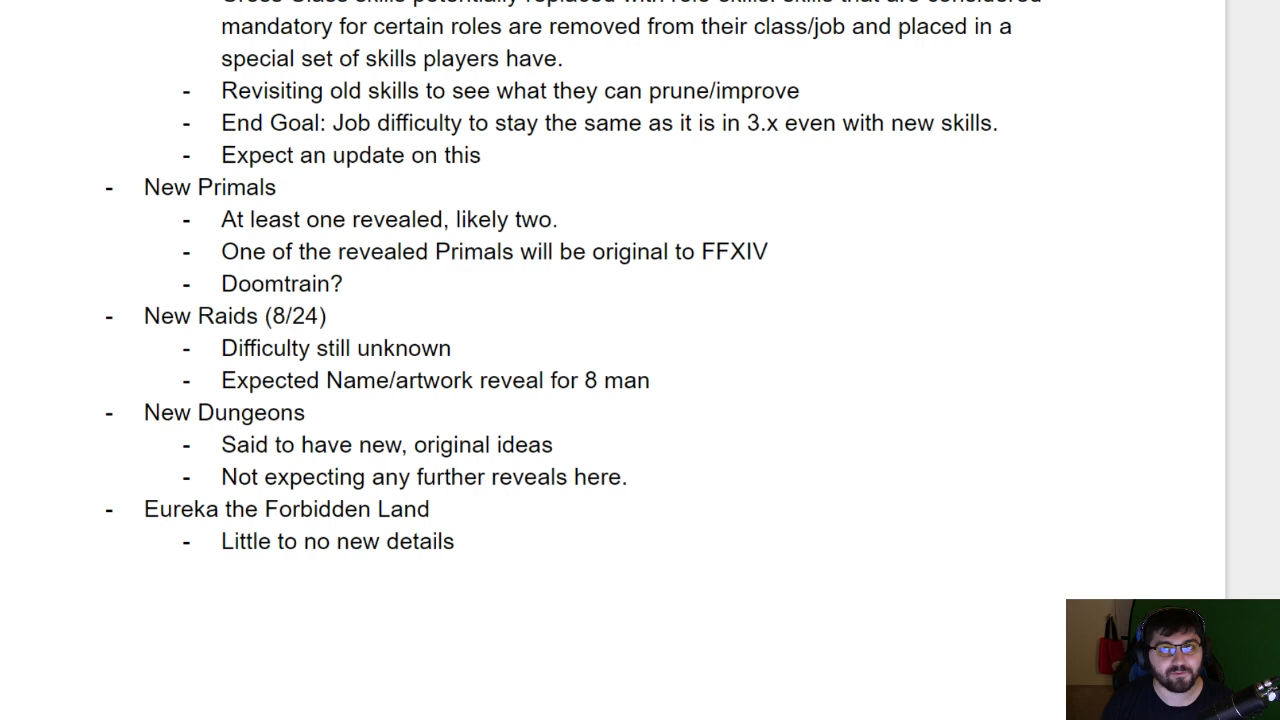 mandatory for certain roles are removed from their class/job and placed in a
special set of skills players have.
- Revisiting old skills to see what they can prune/improve
- End Goal: Job difficulty to stay the same as it is in 3.x even with new skills.
- Expect an update on this
- New Primals
- At least one revealed, likely two.
- One of the revealed Primals will be original to FFXIV
- Doomtrain?
- New Raids (8/24)
- Difficulty still unknown
- Expected Name/artwork reveal for 8 man
- New Dungeons
- Said to have new, original ideas
- Not expecting any further reveals here.
- Eureka the Forbidden Land
- Little to no new details